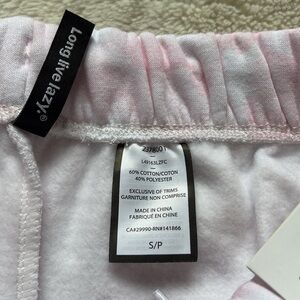 Long live lazy.
L49163LZFC
60% COTTON/COTON
40% POLYESTER
EXCLUSIVE OF TRIMS
GARNITURE NON COMPRISE
MADE IN CHINA
FABRIQUÉ EN CHINE
CA#29990-RN#141866
S/P